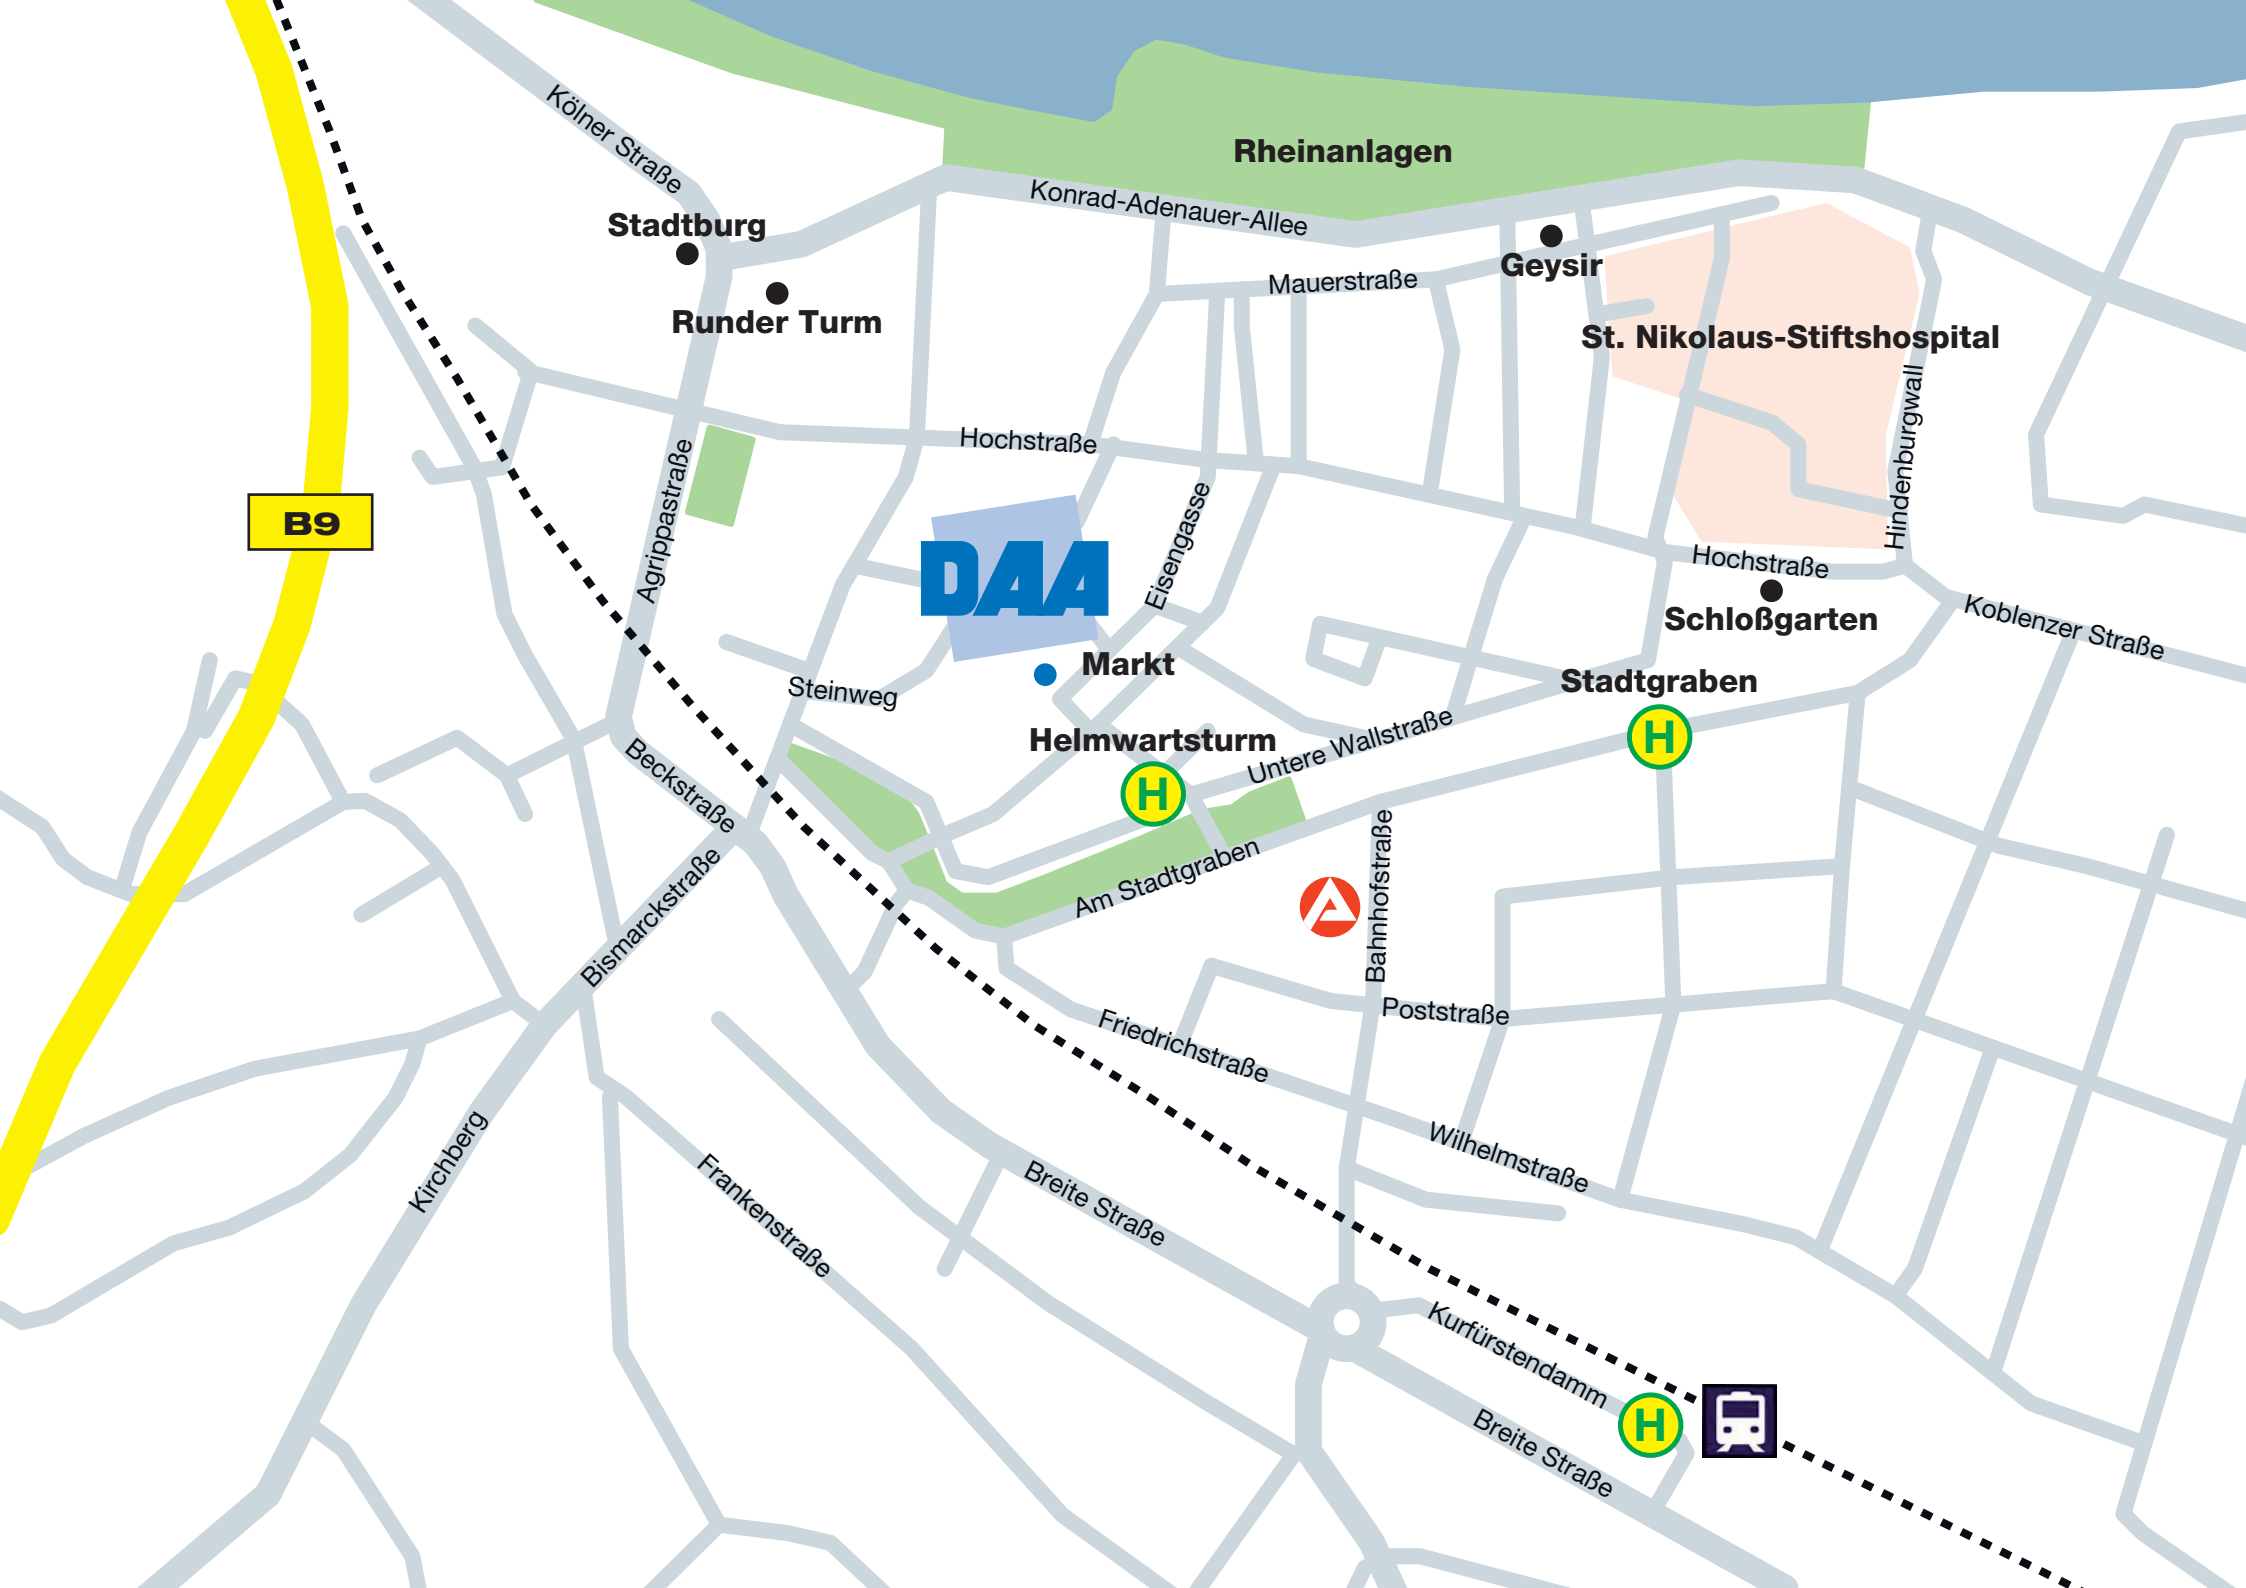 Kölner Straße
Rheinanlagen
Konrad-Adenauer-Allee
Stadtburg
Geysir
Mauerstraße
Runder Turm
St. Nikolaus-Stiftshospital
Hindenburgwall
Hochstraße
Agrippastraße
B9
Eisengasse
DAA
Hochstraße
Schloßgarten
Koblenzer Straße
Markt
Steinweg
Stadtgraben
H
Helmwartsturm
H
Untere Wallstraße
Beckstraße
Bismarckstraße
Am Stadtgraben
Bahnhofstraße
Poststraße
Friedrichstraße
Kirchberg
Wilhelmstraße
Frankenstraße
Breite Straße
Kurfürstendamm
H
Breite Straße